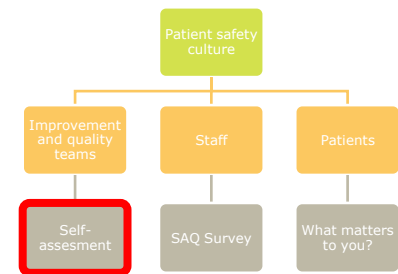 Patient safety
culture
Improvement
and quality
teams
Staff
Patients
Self-
assesment
SAQ Survey
What matters
to you?